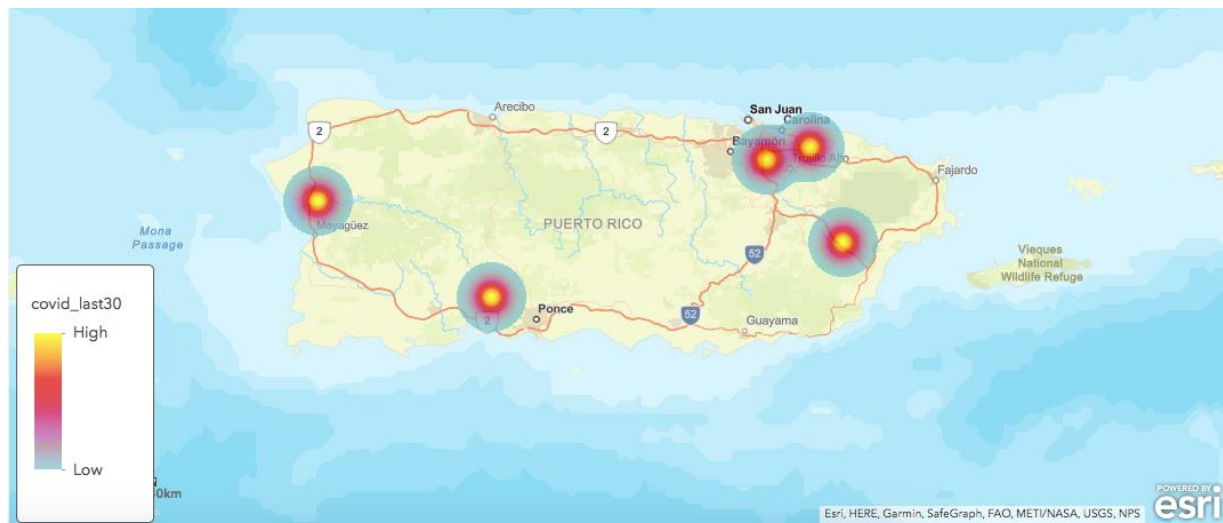 Arecibo
San Juan
Carolina
2
2
Bayamón
Trujillo Alto
Fajardo
Mayagüez
PUERTO RICO
Mona
Passage
52
Vieques
National
Wildlife Refuge
covid_last30
High
Low
2
Ponce
52
Guayama
0km
Esri, HERE, Garmin, SafeGraph, FAO, METI/NASA, USGS, NPS
POWERED BY
esri